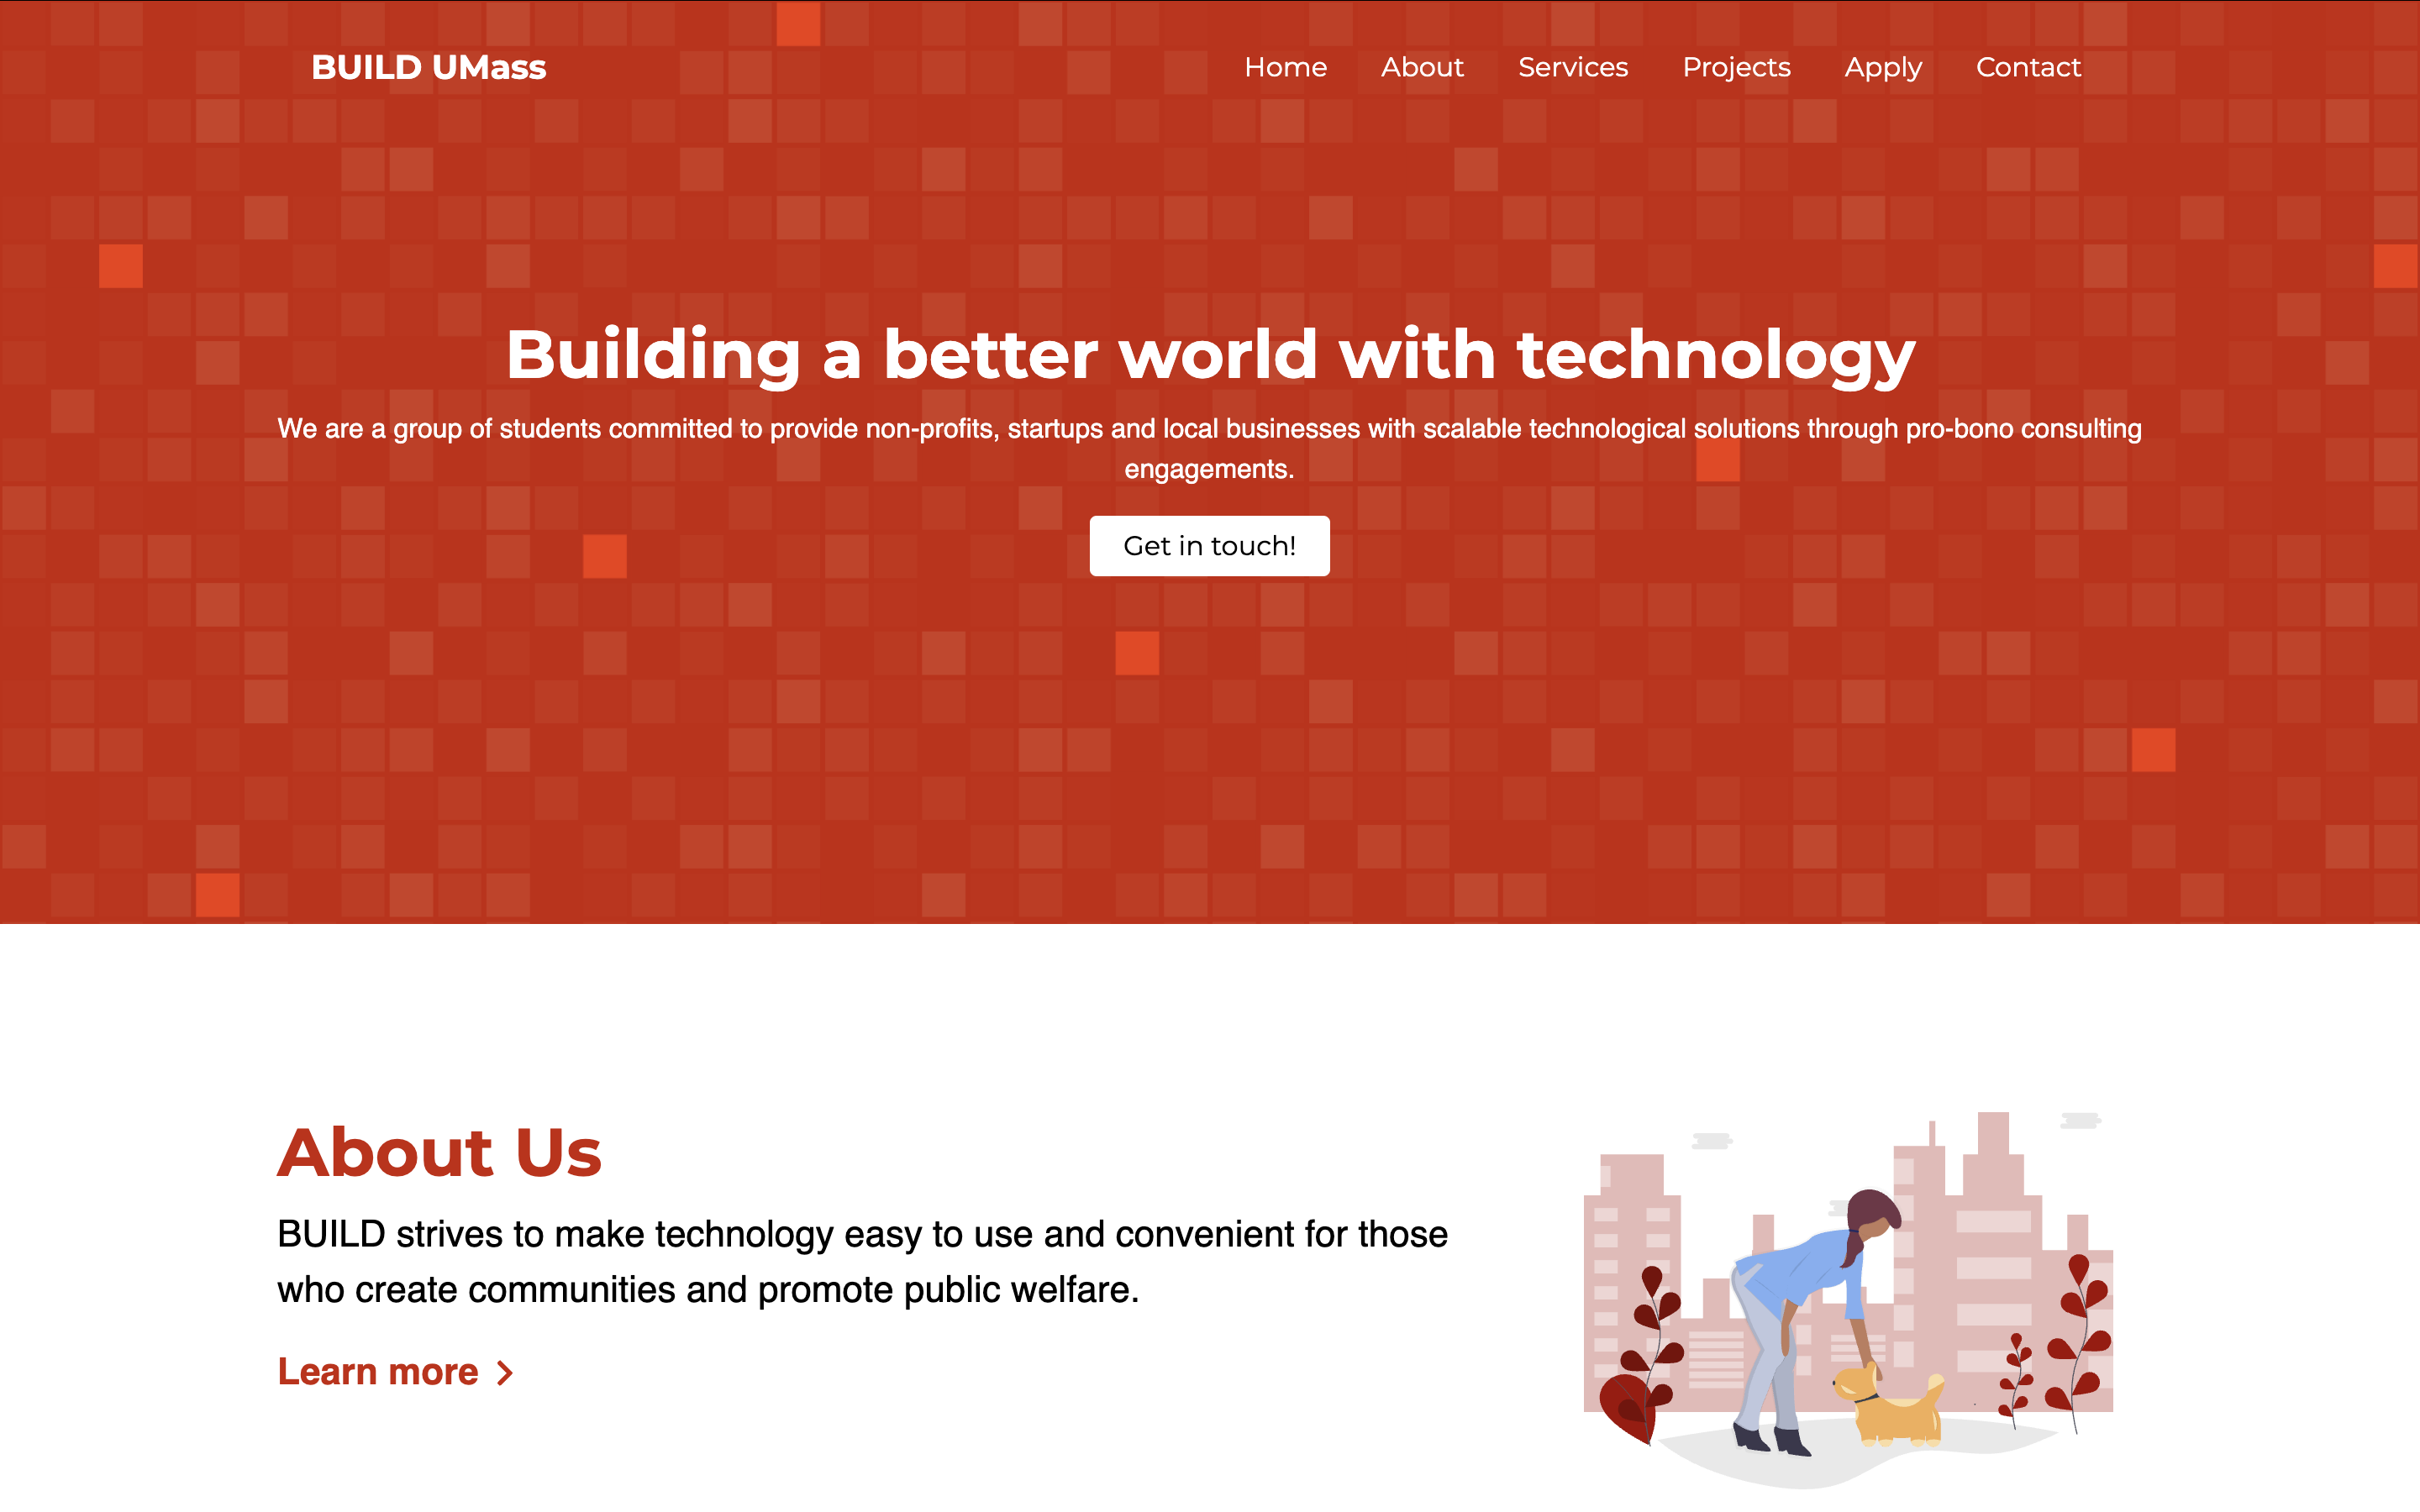 BUILD UMass
Home About Services Projects Apply Contact
Building a better world with technology
We are a group of students committed to provide non-profits, startups and local businesses with scalable technological solutions through pro-bono consulting
engagements.
Get in touch!
About Us
BUILD strives to make technology easy to use and convenient for those
who create communities and promote public welfare.
Learn more